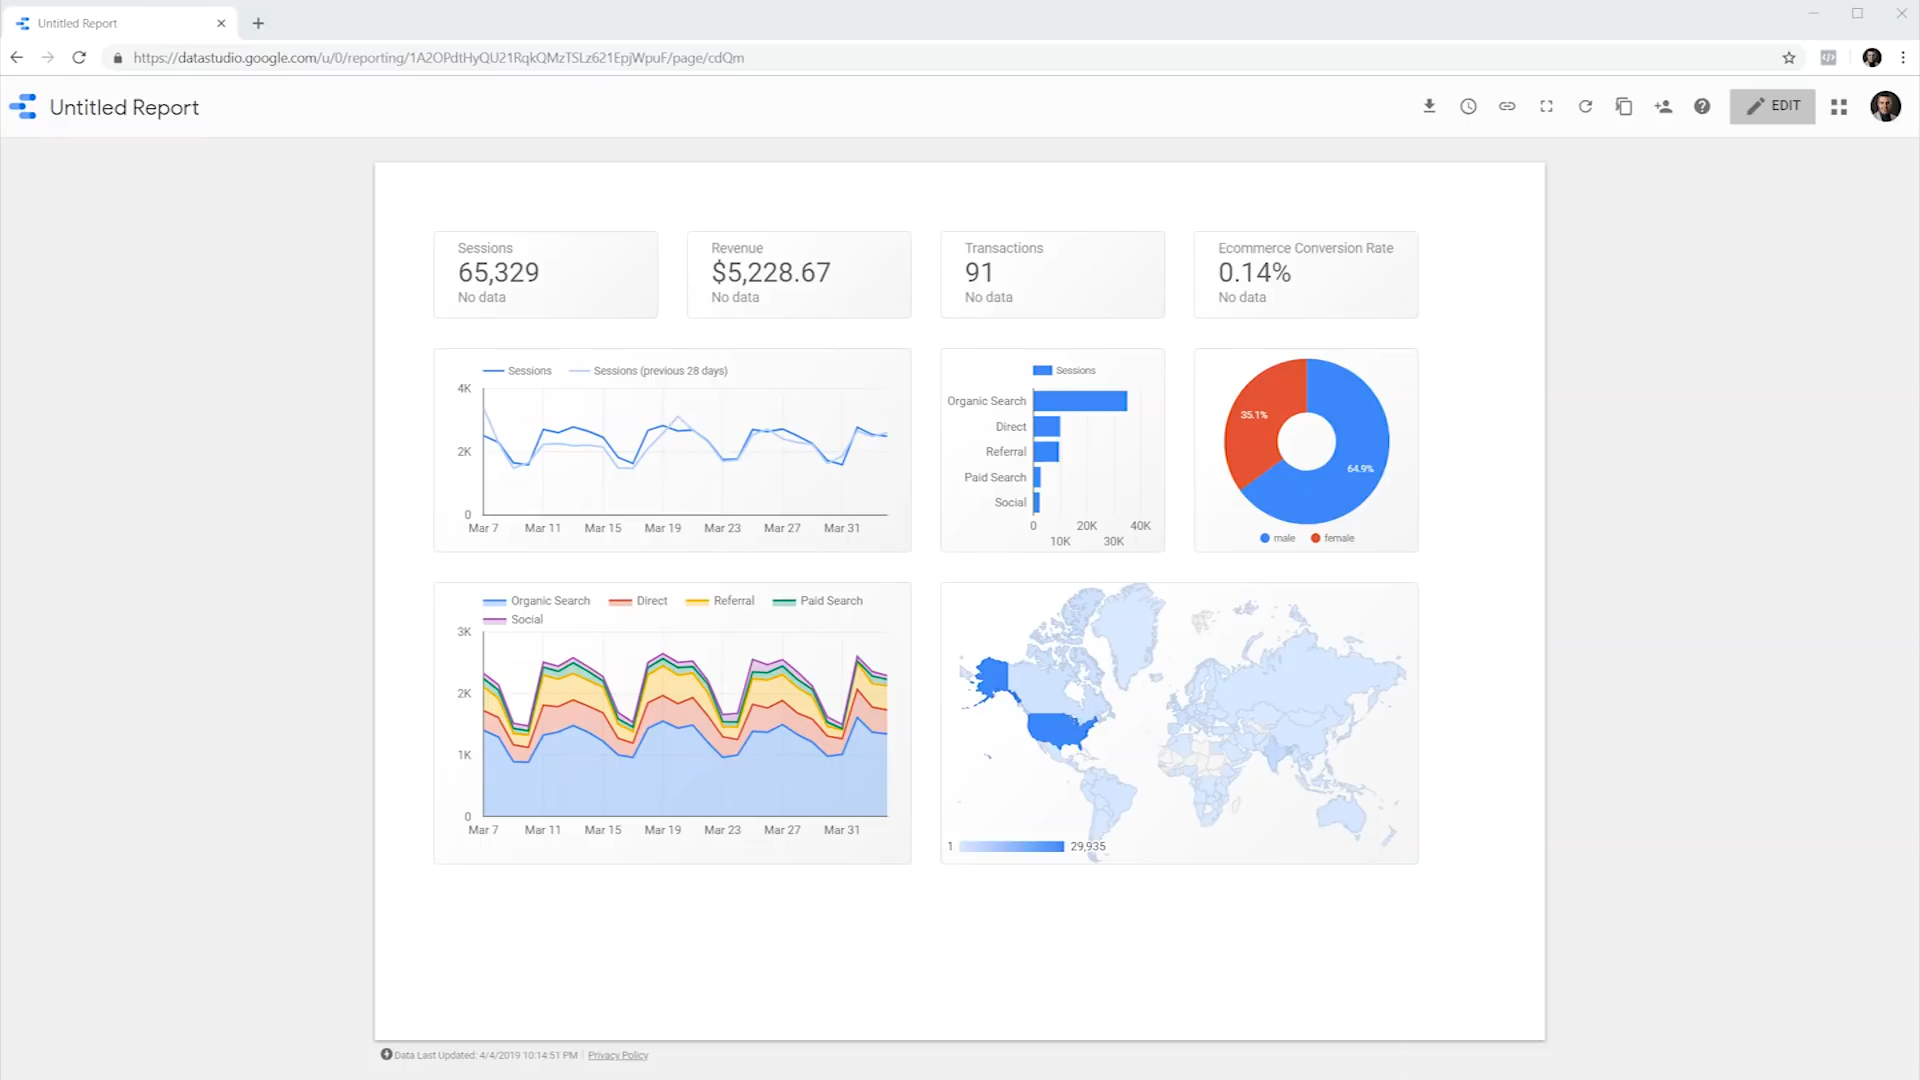 Untitled Report
https://datastudio.google.com/u/0/reporting/1A2OPdtHyQU21RqkQMzTSLz621EpjWpuF/page/cdQm
Untitled Report
EDIT
Sessions
65,329
No data
Revenue
$5,228.67
No data
Transactions
91
No data
Ecommerce Conversion Rate
0.14%
No data
Sessions Sessions (previous 28 days)
4K
2K
0
Mar 7 Mar 11 Mar 15 Mar 19 Mar 23 Mar 27 Mar 31
Sessions
Organic Search
Direct
Referral
Paid Search
Social
0 20K 40K
10K 30K
35.1%
64.9%
male female
Organic Search Direct Referral Paid Search
Social
3K
2K
1K
0
Mar 7 Mar 11 Mar 15 Mar 19 Mar 23 Mar 27 Mar 31
1 29,935
Data Last Updated: 4/4/2019 10:14:51 PM Privacy Policy